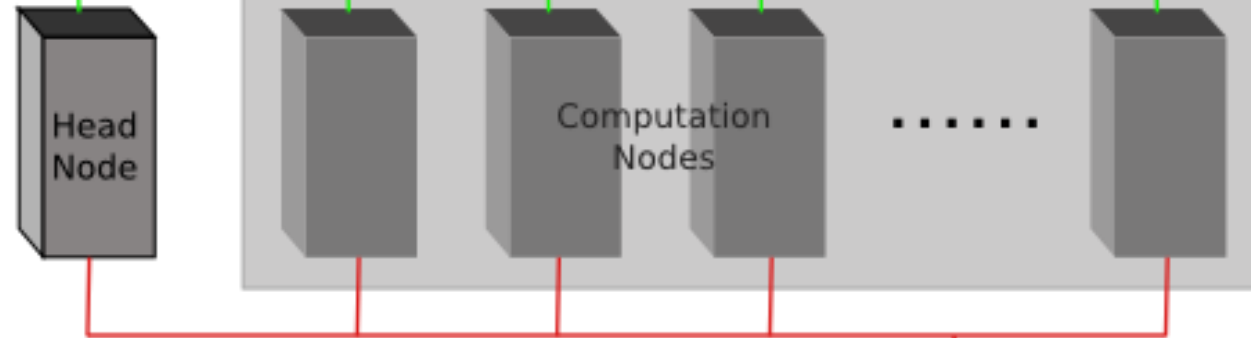 Head
Node
Computation
Nodes
......